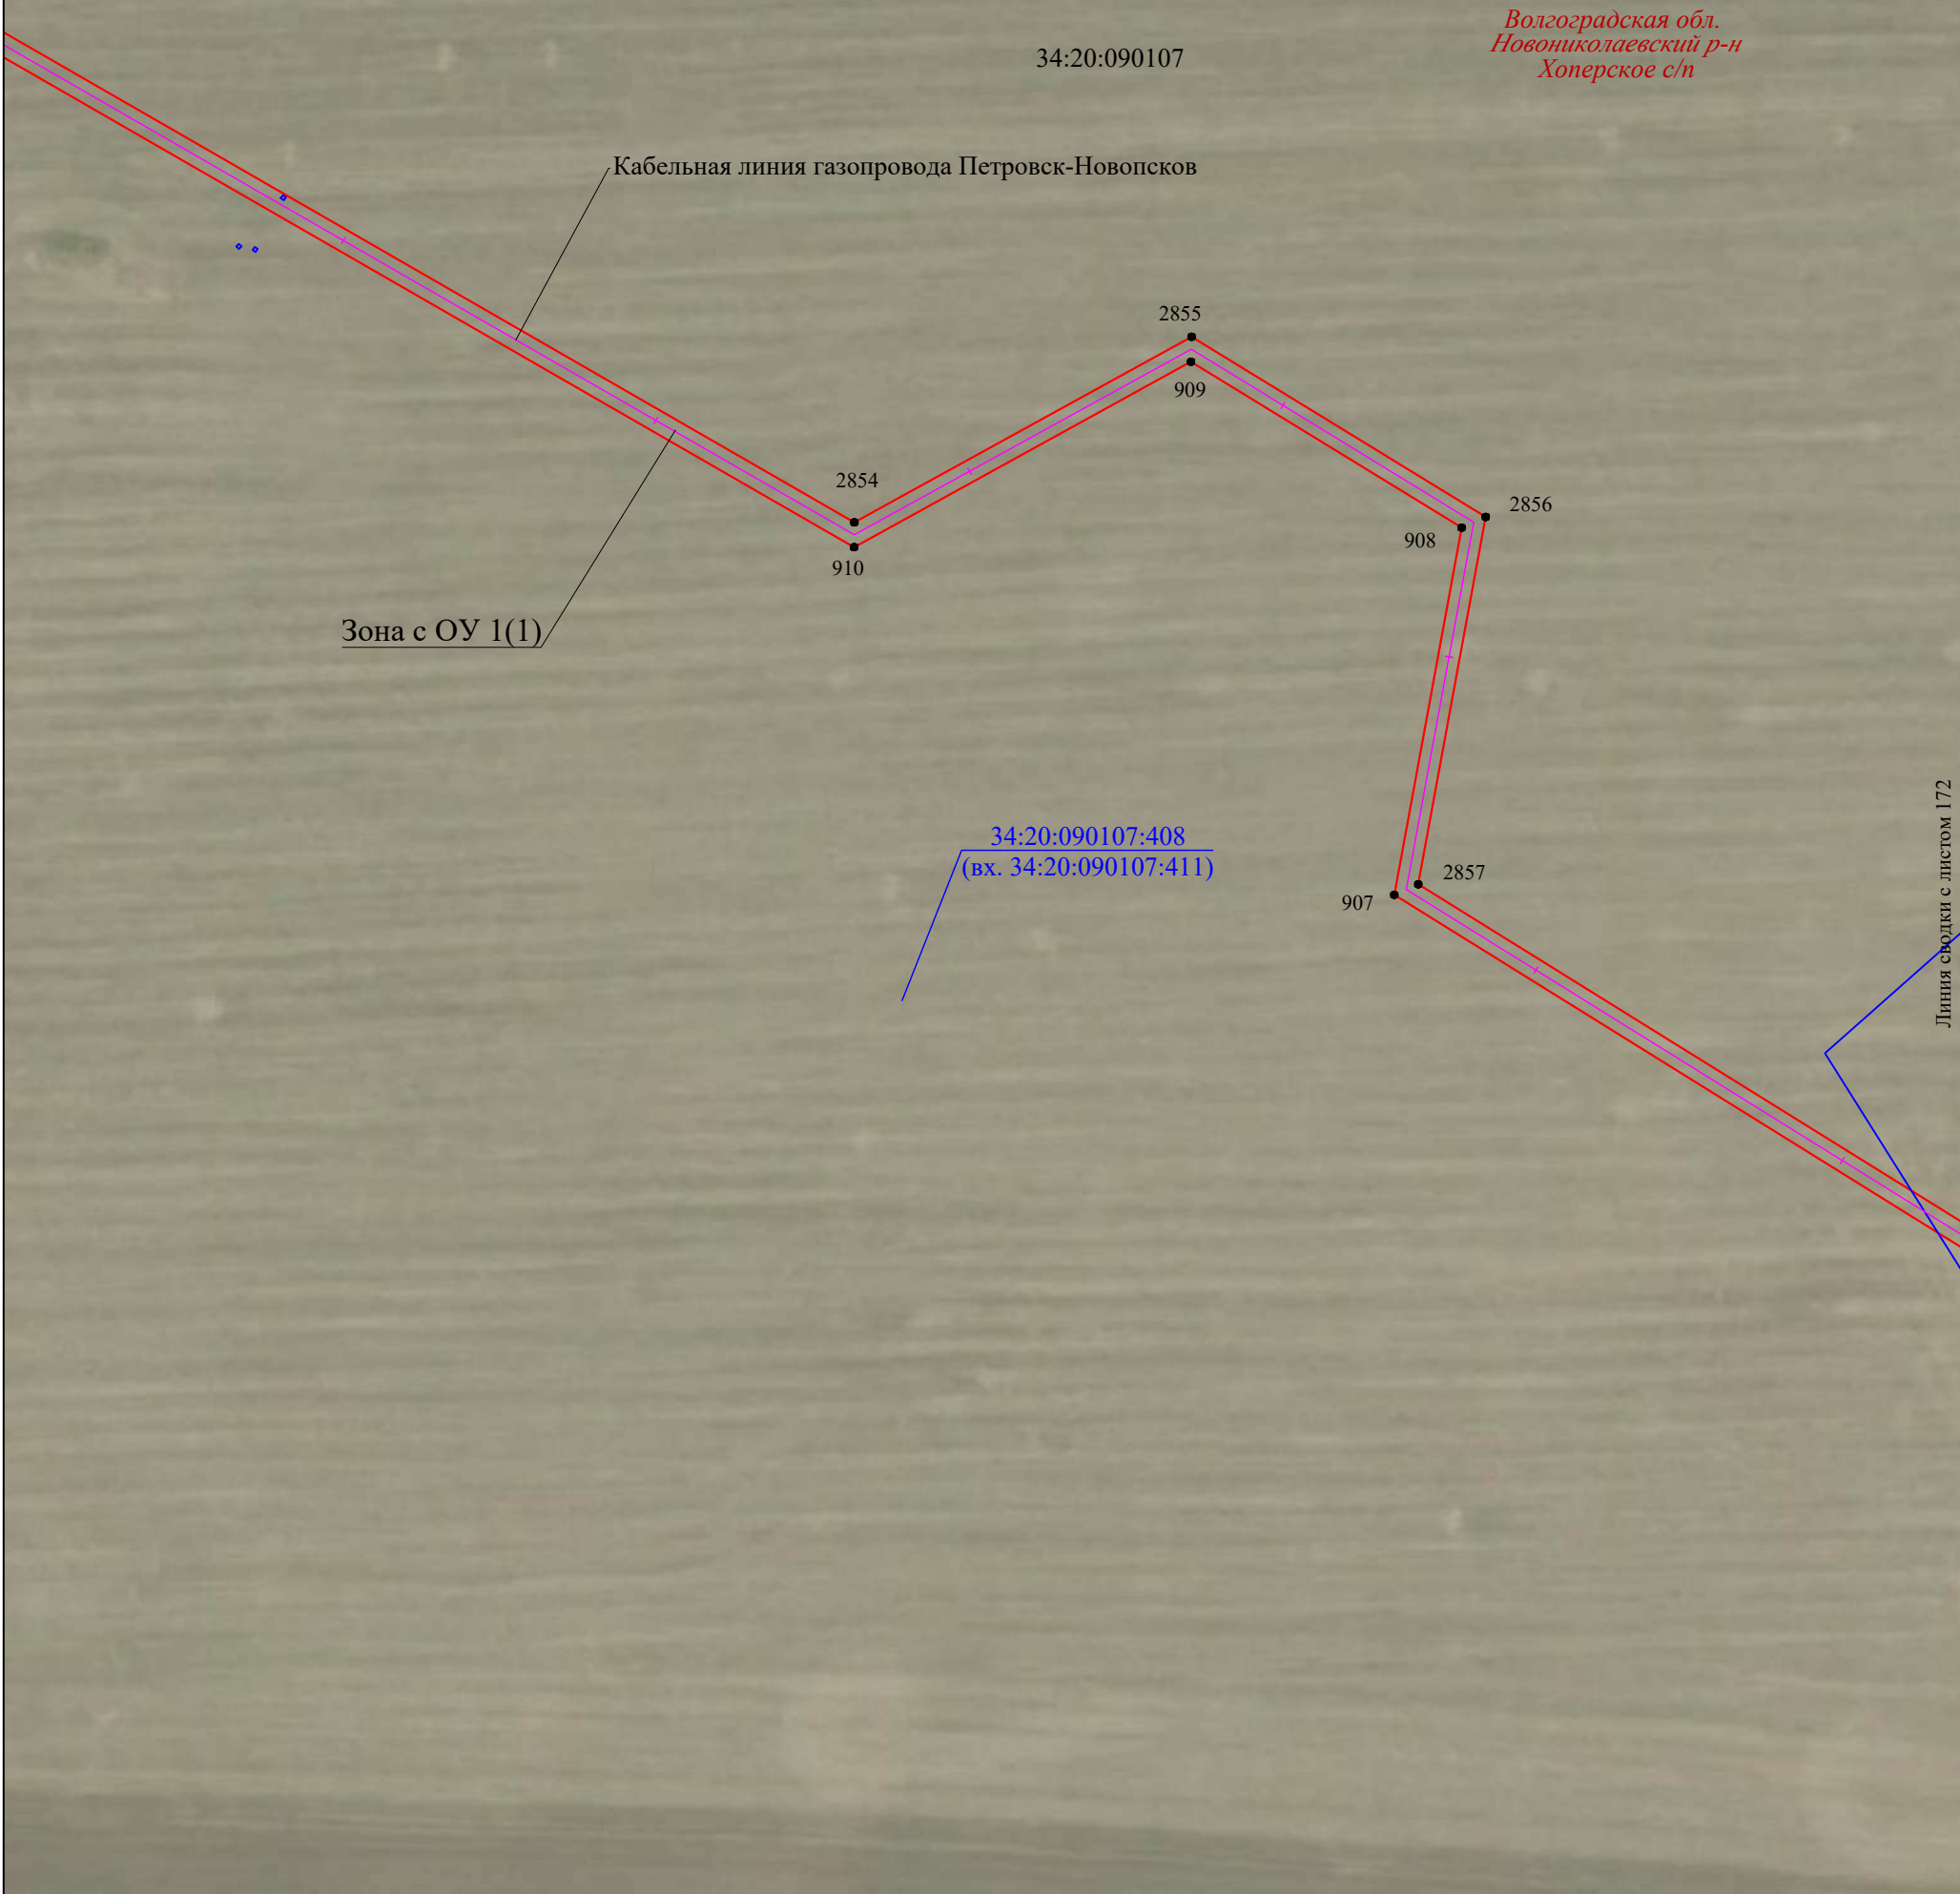 Волгоградская обл.
Новониколаевский р-н
Хоперское с/п
34:20:090107
Кабельная линия газопровода Петровск-Новопсков
2855
909
2854
2856
908
910
Зона с ОУ 1(1)
34:20:090107:408
(вх. 34:20:090107:411)
2857
907
Линия сводки с листом 172